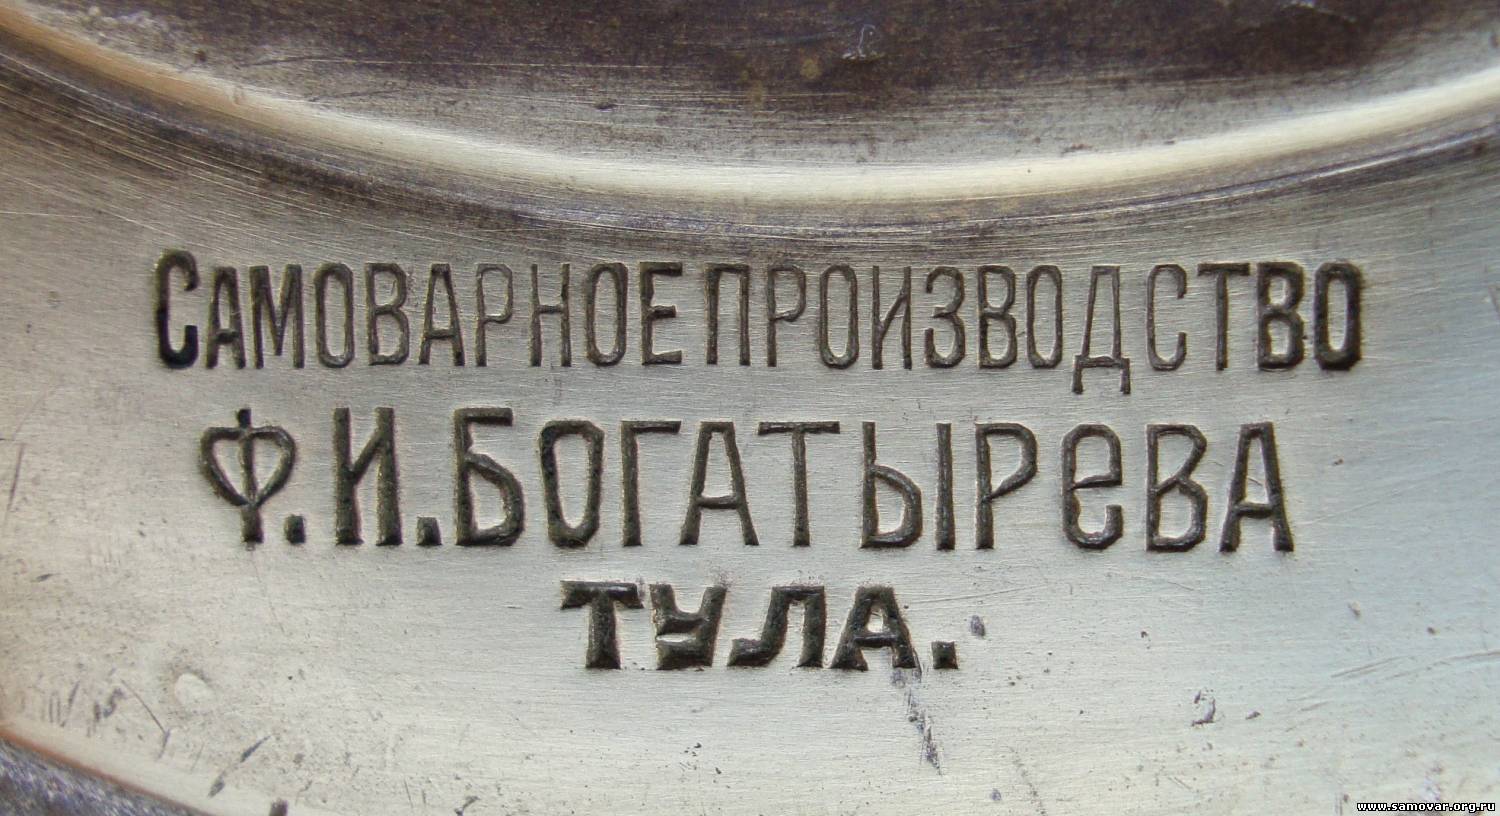 САМОВАРНОЕ ПРОИЗВОДСТВО
Ф.И.БОГАТЫРЕВА
ТУЛА.
www.samovar.org.ru